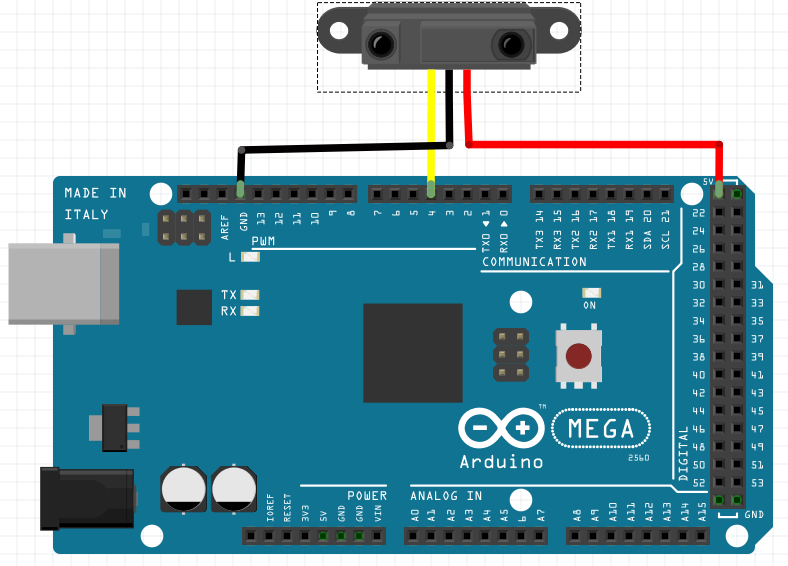 MADE IN
ITALY
AREF
GND
13
12
11
10
9
8
7
6
5
4
3
2
TX0 ◀ 1
RX0 ▶ 0
TX3 14
RX3 15
TX2 16
RX2 17
TX1 18
RX1 19
SDA 20
SCL 21
PWM
COMMUNICATION
L
TX
RX
ON
5V
22
24
26
28
30 31
32 33
34 35
36 37
38 39
40 41
42 43
44 45
46 47
48 49
50 51
52 53
GND
DIGITAL
TM
MEGA
2560
Arduino
POWER
ANALOG IN
IOREF
RESET
3V3
5V
GND
GND
VIN
A0
A1
A2
A3
A4
A5
6
A7
A8
A9
A10
A11
A12
A13
A14
A15